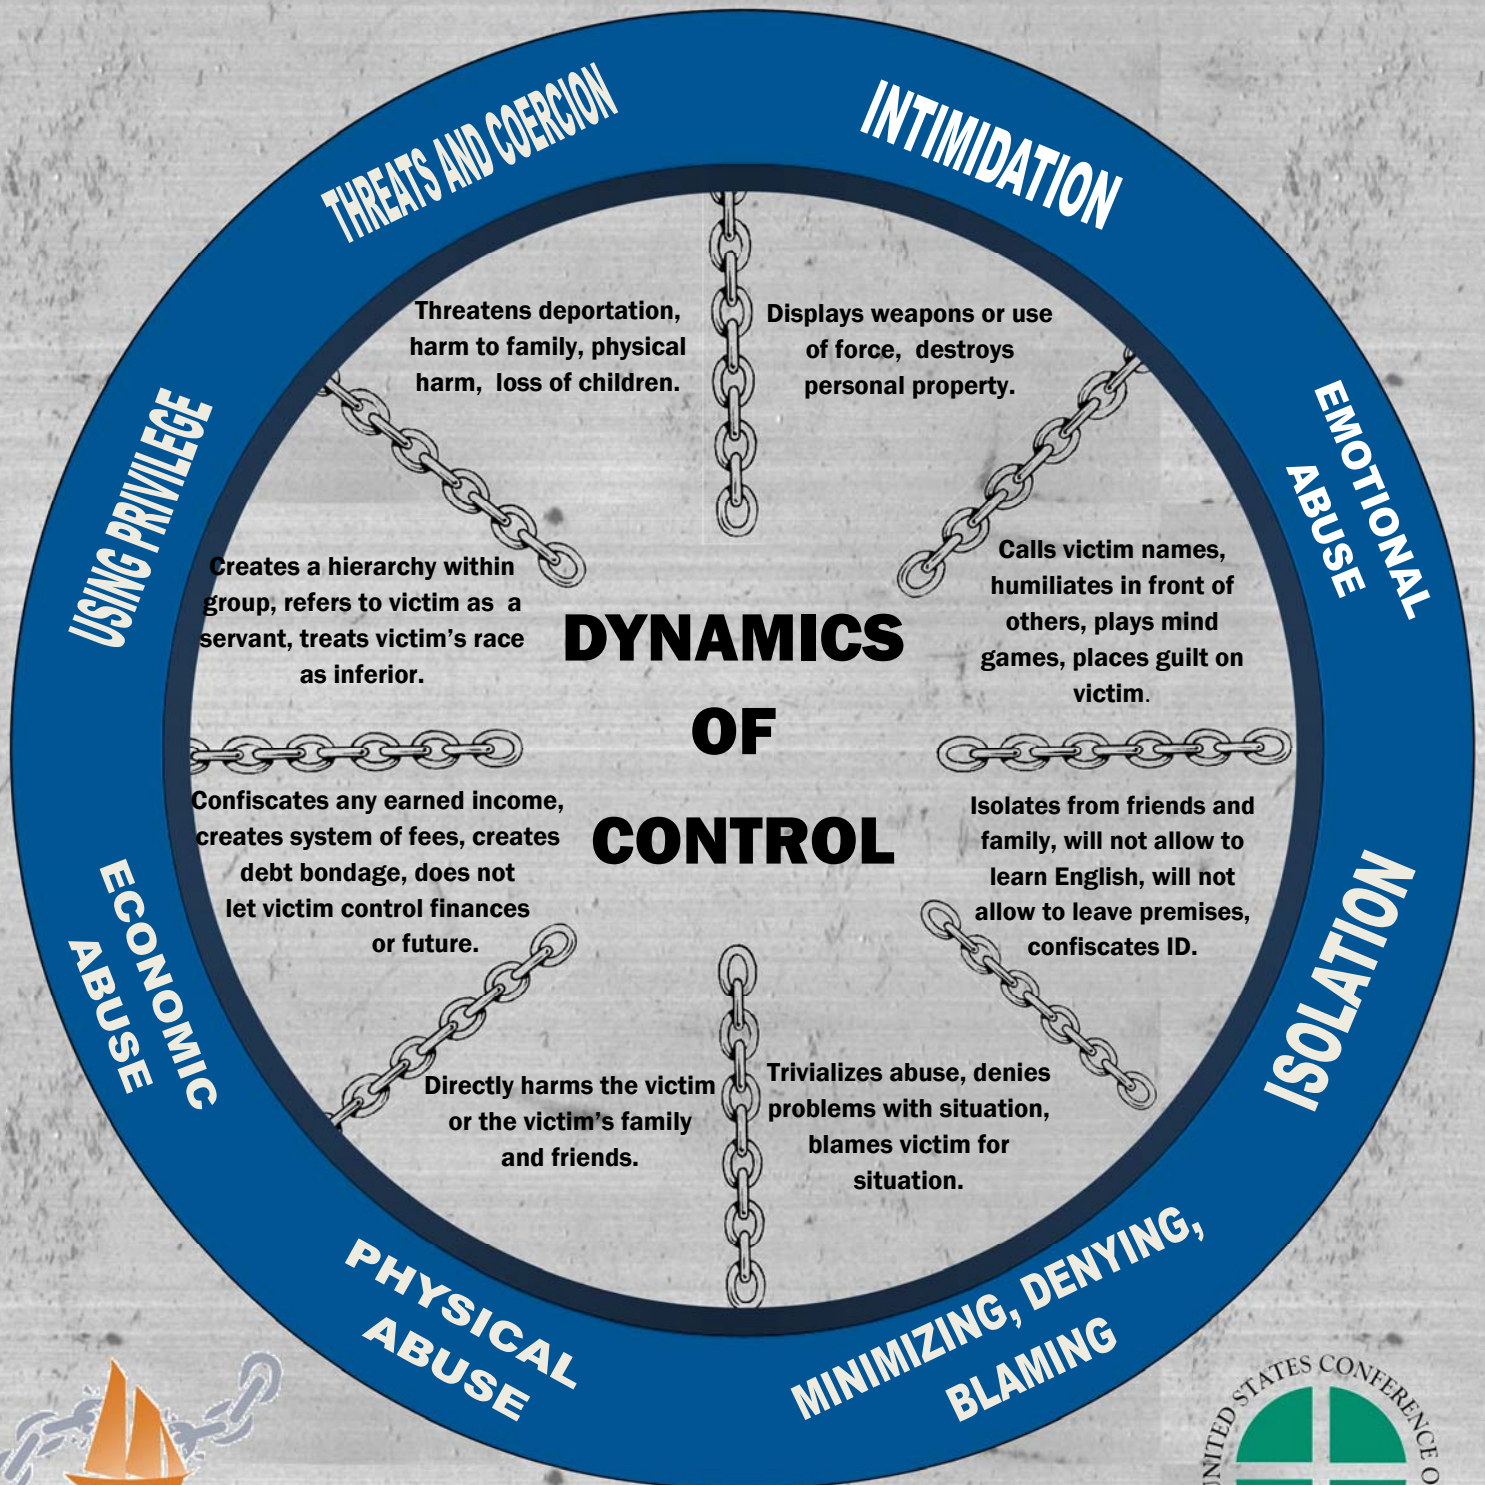 THREATS AND COERCION
Threatens deportation,
harm to family, physical
harm, loss of children.
INTIMIDATION
Displays weapons or use
of force, destroys
personal property.
EMOTIONAL
ABUSE
Calls victim names,
humiliates in front of
others, plays mind
games, places guilt on
victim.
ISOLATION
Isolates from friends and
family, will not allow to
learn English, will not
allow to leave premises,
confiscates ID.
MINIMIZING, DENYING,
BLAMING
Trivializes abuse, denies
problems with situation,
blames victim for
situation.
PHYSICAL
ABUSE
Directly harms the victim
or the victim’s family
and friends.
ECONOMIC
ABUSE
Confiscates any earned income,
creates system of fees, creates
debt bondage, does not
let victim control finances
or future.
USING PRIVILEGE
Creates a hierarchy within
group, refers to victim as a
servant, treats victim’s race
as inferior.
DYNAMICS
OF
CONTROL
UNITED STATES CONFERENCE O